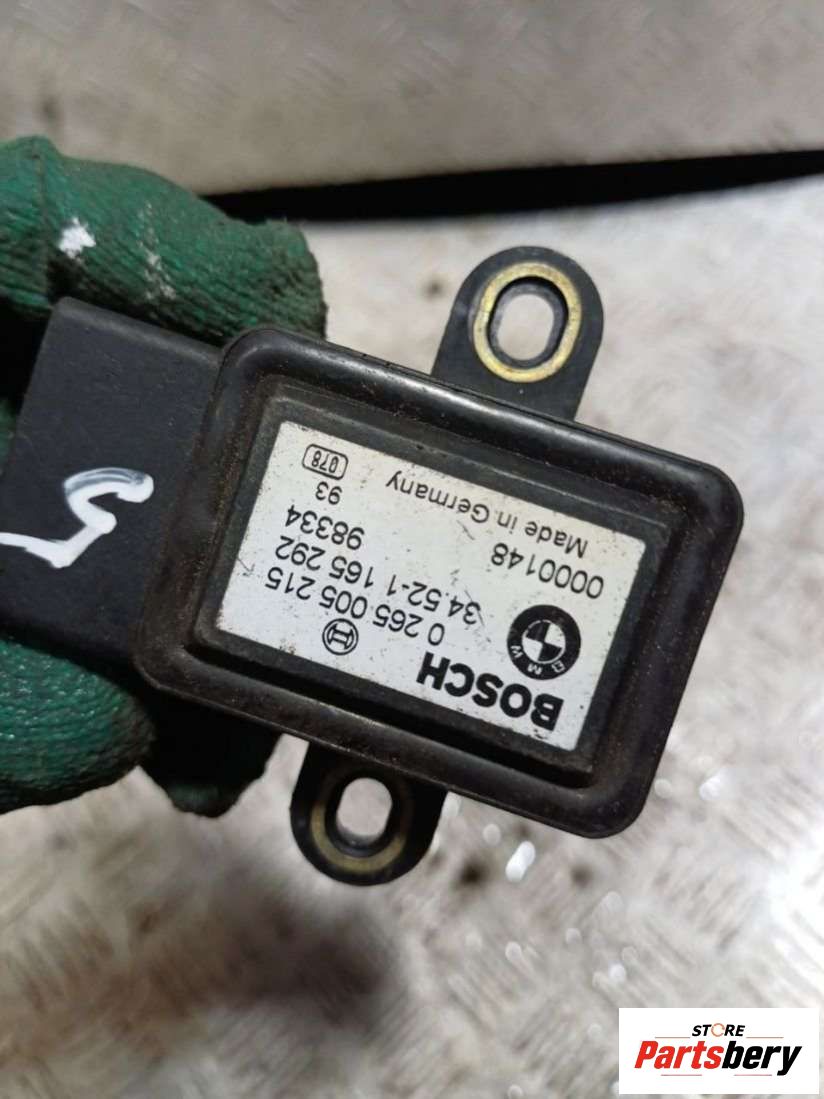 BOSCH
BMW
0 265 005 215
34.52-1 165 292
98334
93
078
0000148
Made in Germany
5
STORE
Partsbery